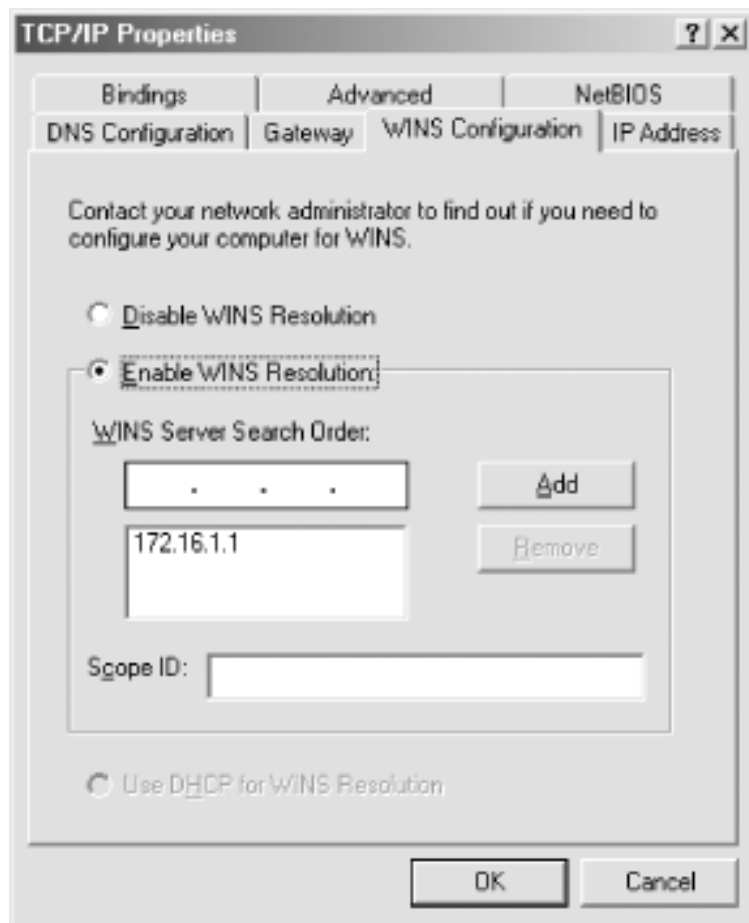 TCP/IP Properties
? X
Bindings Advanced NetBIOS
DNS Configuration Gateway WINS Configuration IP Address
Contact your network administrator to find out if you need to
configure your computer for WINS.
Disable WINS Resolution
Enable WINS Resolution:
WINS Server Search Order:
. . .
Add
172.16.1.1
Remove
Scope ID:
Use DHCP for WINS Resolution
OK Cancel